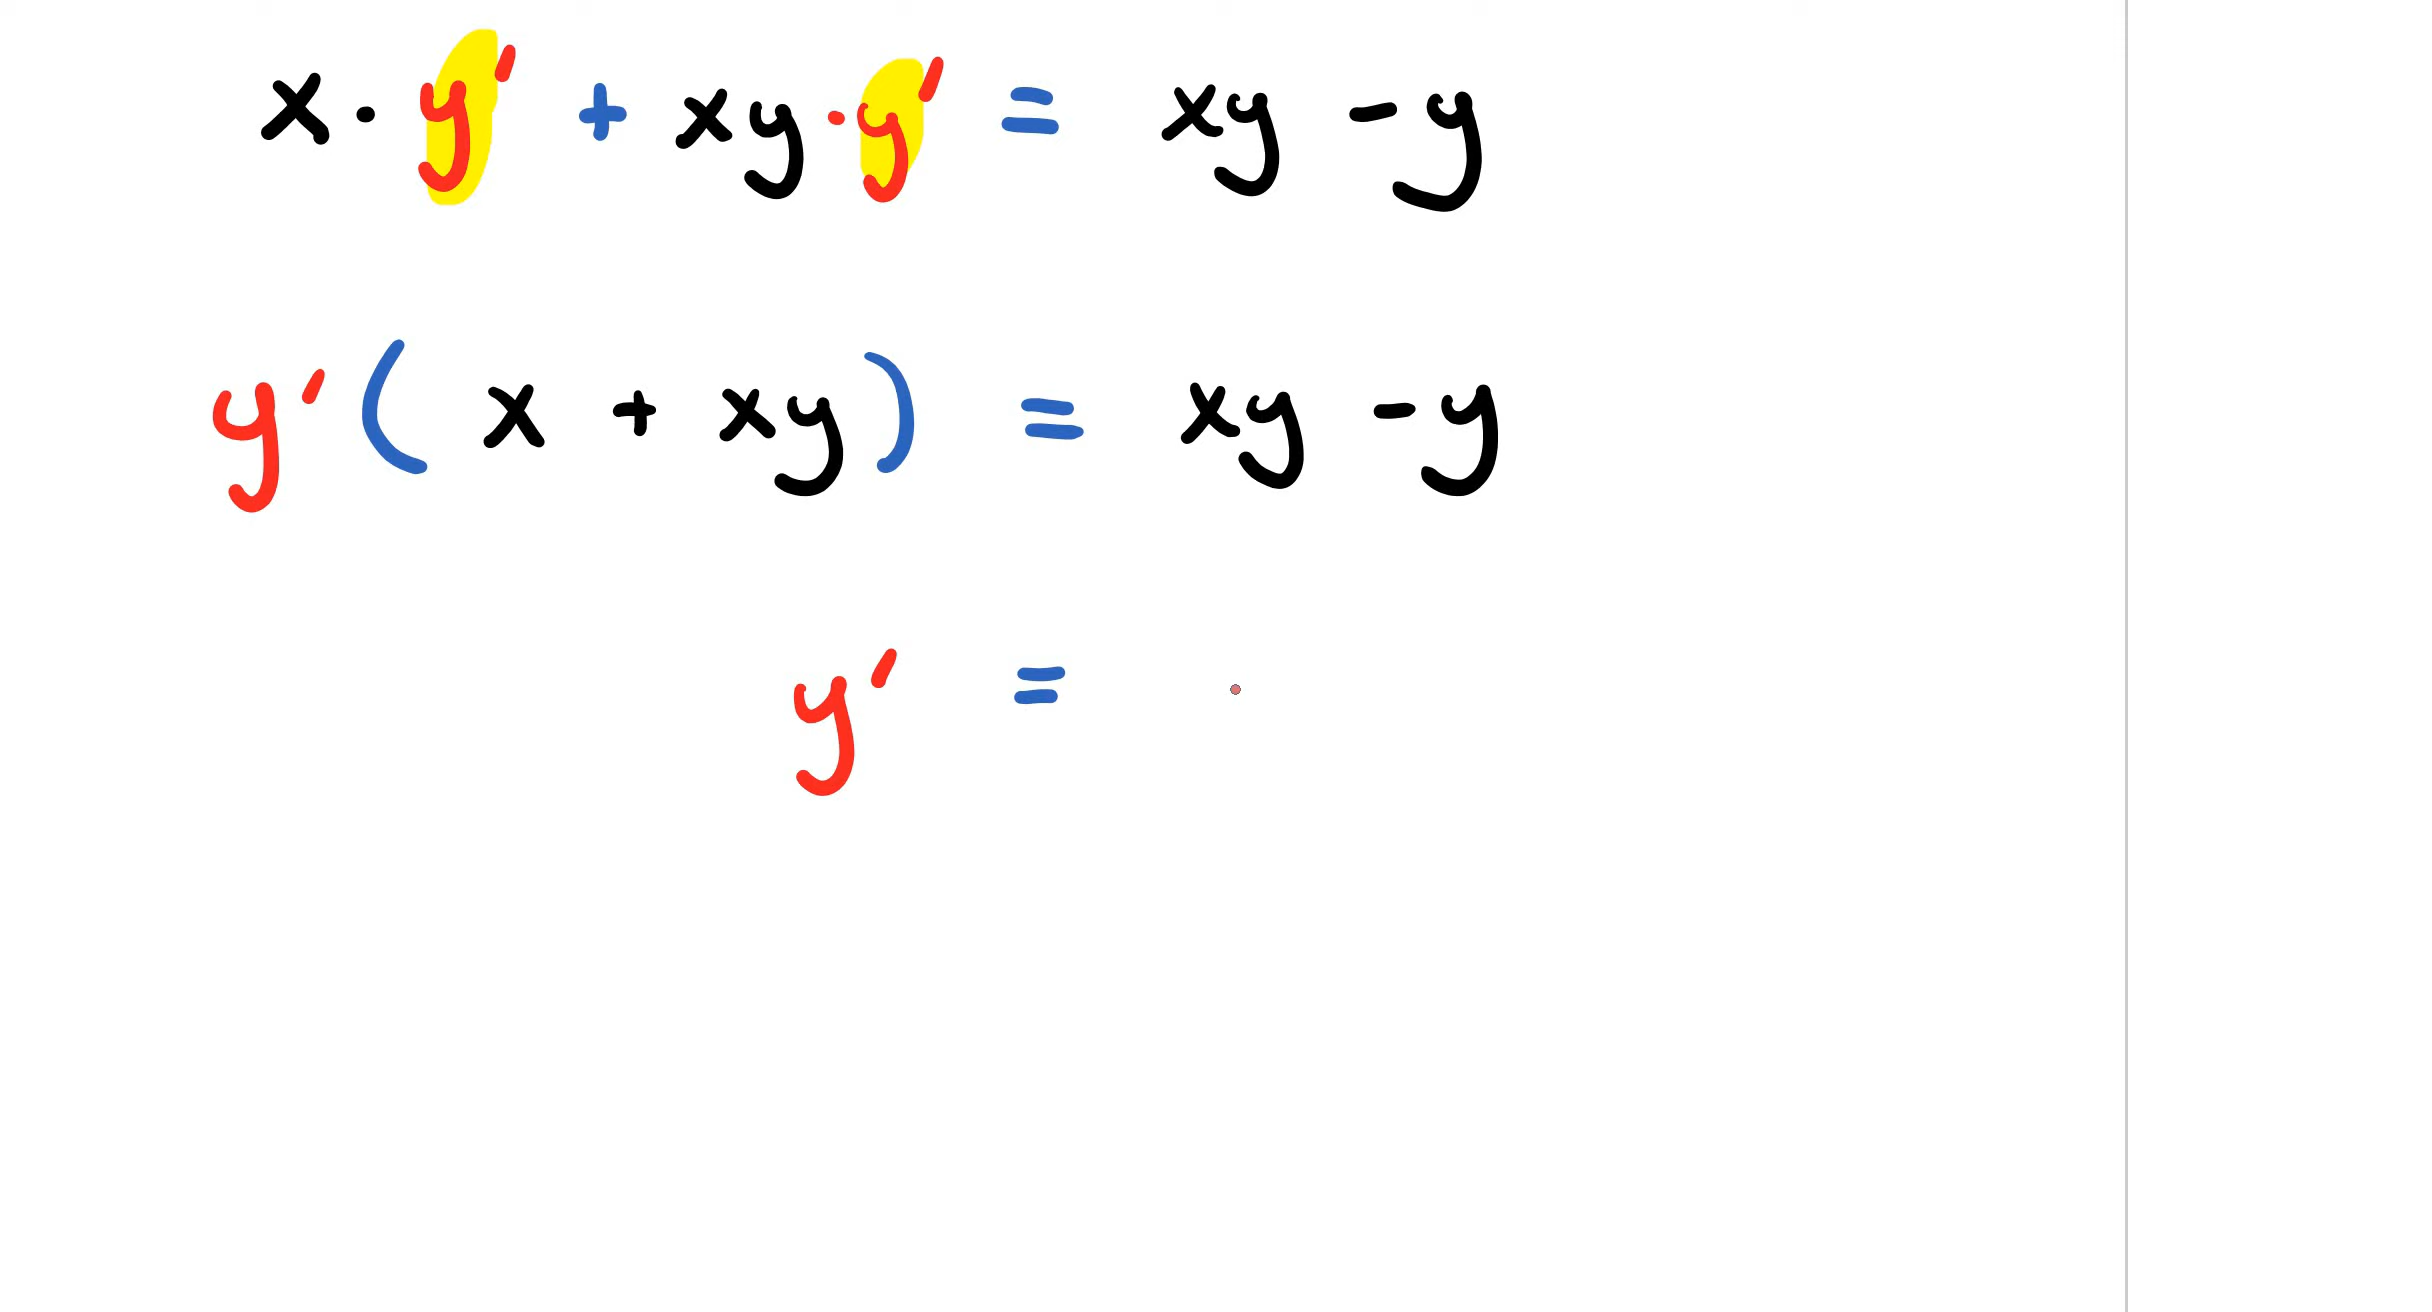 x · y' + xy · y' = xy - y
y' ( x + xy ) = xy - y
y' =